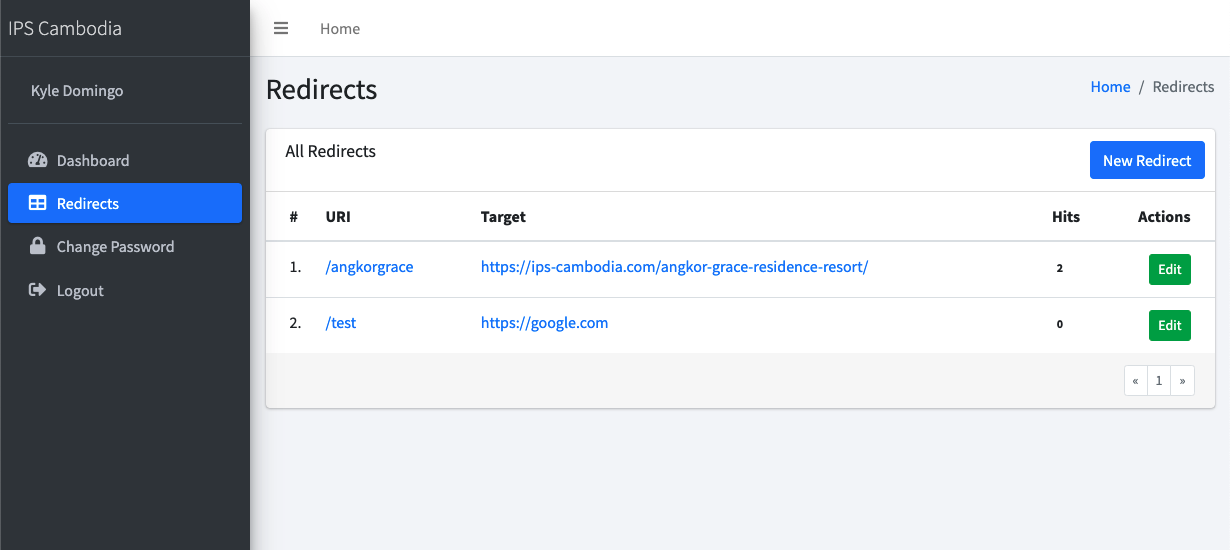 IPS Cambodia
Home
Kyle Domingo
Dashboard
Redirects
Change Password
Logout
Redirects
Home / Redirects
All Redirects
New Redirect
# URI Target Hits Actions
1. /angkorgrace https://ips-cambodia.com/angkor-grace-residence-resort/ 2 Edit
2. /test https://google.com 0 Edit
« 1 »